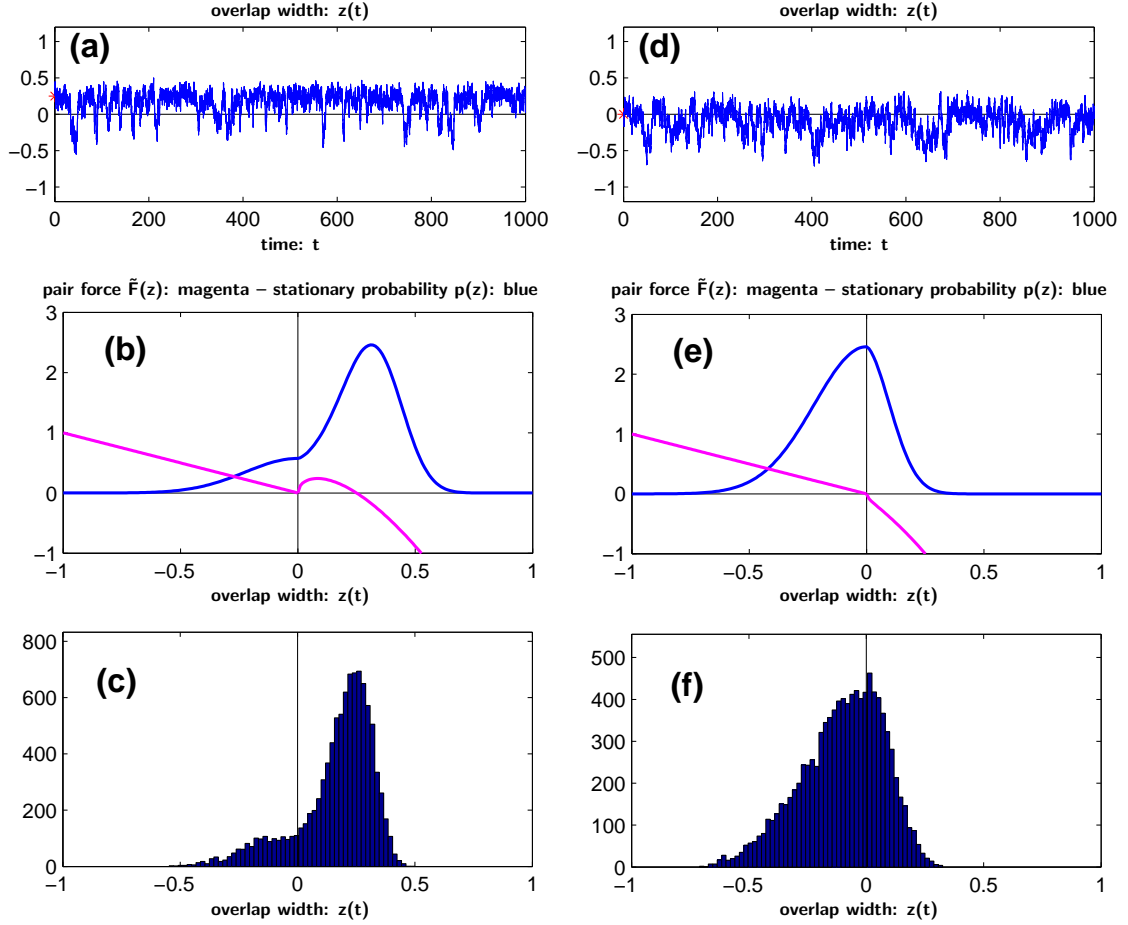 overlap width: z(t)
(a)
1
0.5
0
−0.5
−1
0 200 400 600 800 1000
time: t
overlap width: z(t)
(d)
1
0.5
0
−0.5
−1
0 200 400 600 800 1000
time: t
pair force F̃(z): magenta – stationary probability p(z): blue
(b)
3
2
1
0
−1
−1 −0.5 0 0.5 1
overlap width: z(t)
pair force F̃(z): magenta – stationary probability p(z): blue
(e)
3
2
1
0
−1
−1 −0.5 0 0.5 1
overlap width: z(t)
(c)
800
600
400
200
0
−1 −0.5 0 0.5 1
overlap width: z(t)
(f)
500
400
300
200
100
0
−1 −0.5 0 0.5 1
overlap width: z(t)